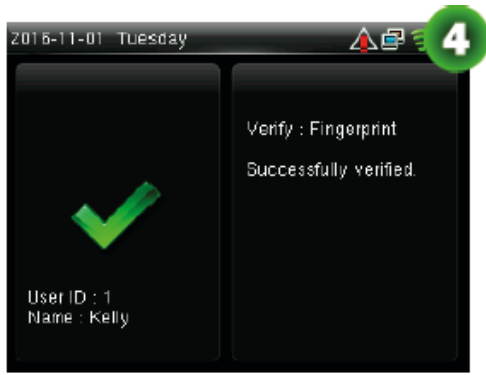 2016-11-01 Tuesday
4
Verify : Fingerprint
Successfully verified.
User ID : 1
Name : Kelly